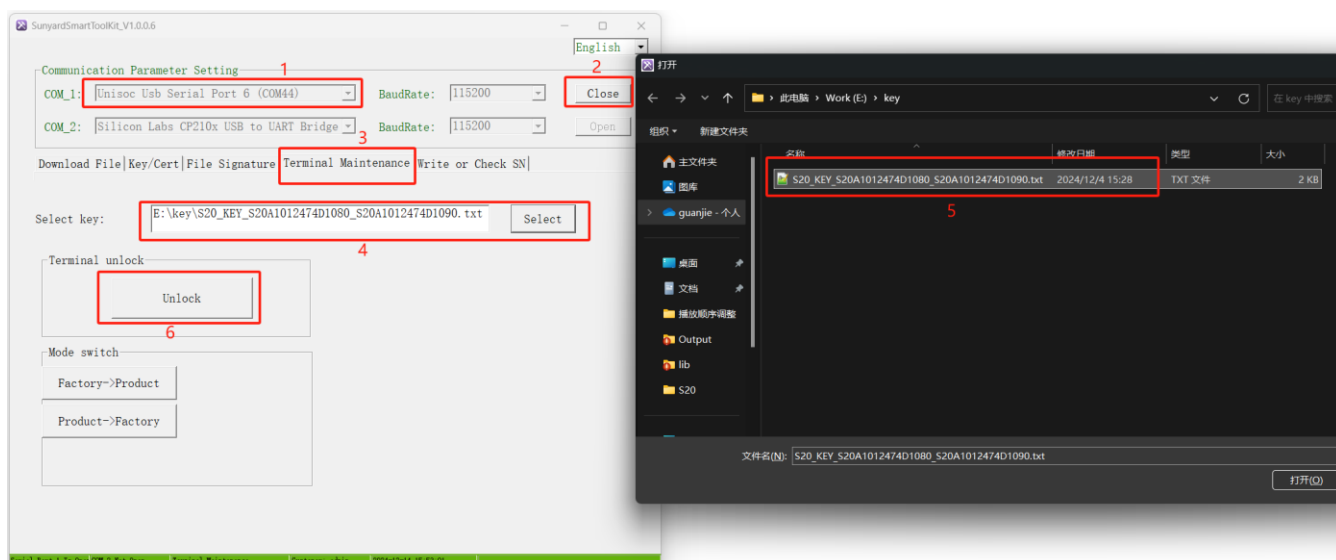 SunyardSmartToolKit_V1.0.0.6
English
Communication Parameter Setting
1
2
COM_1: Unisoc Usb Serial Port 6 (COM44) BaudRate: 115200 Close
COM_2: Silicon Labs CP210x USB to UART Bridge BaudRate: 115200 Open
3
Download File Key/Cert File Signature Terminal Maintenance Write or Check SN
Select key: E:\key\S20_KEY_S20A1012474D1080_S20A1012474D1090.txt Select
4
Terminal unlock
Unlock
6
Mode switch
Factory->Product
Product->Factory
打开
此电脑 › Work (E:) › key
在 key 中搜索
组织 新建文件夹
名称 修改日期 类型 大小
S20_KEY_S20A1012474D1080_S20A1012474D1090.txt 2024/12/4 15:28 TXT 文件 2 KB
5
主文件夹
图库
guanjie - 个人
桌面
文档
播放顺序调整
Output
lib
S20
文件名(N): S20_KEY_S20A1012474D1080_S20A1012474D1090.txt
打开(O)